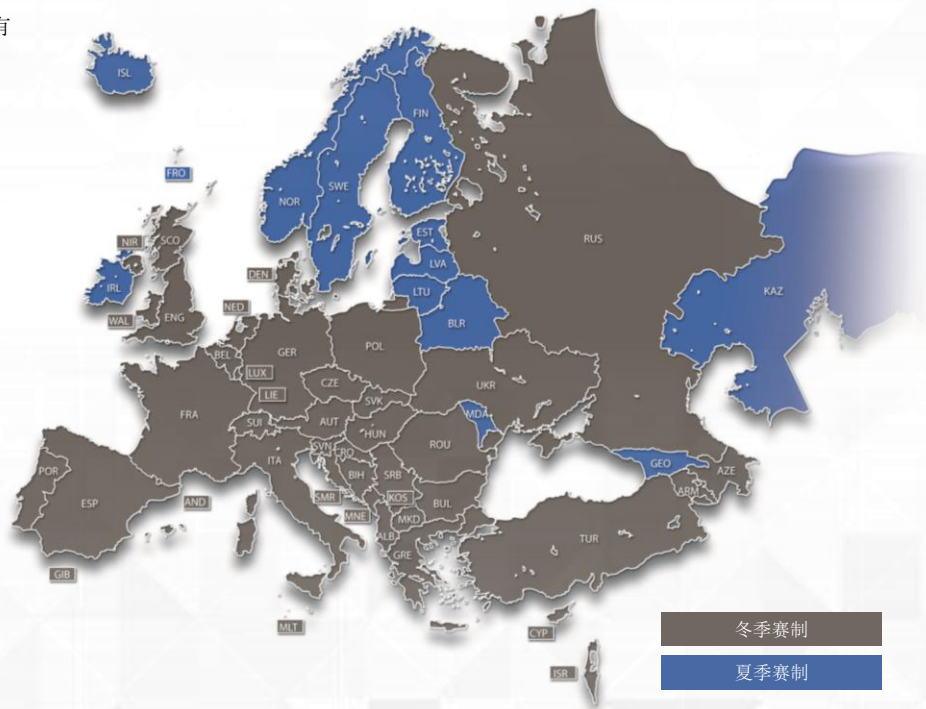 有
ISL
FIN
FRO
SWE
NOR
EST
SCO
RUS
NIR
LVA
DEN
IRL
LTU
KAZ
NED
WAL
ENG
BLR
BEL
GER
POL
LUX
CZE
UKR
LIE
SVK
FRA
MDA
SUI
AUT
HUN
ROU
SVN
CRO
ITA
GEO
POR
BIH
SRB
AZE
ARM
ESP
AND
SMR
KOS
BUL
MNE
MKD
ALB
TUR
GRE
GIB
MLT
CYP
冬季赛制
ISR
夏季赛制